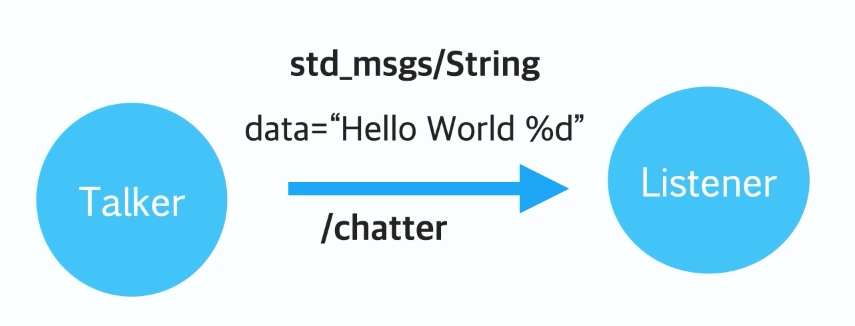 std_msgs/String
data=“Hello World %d”
Talker
Listener
/chatter